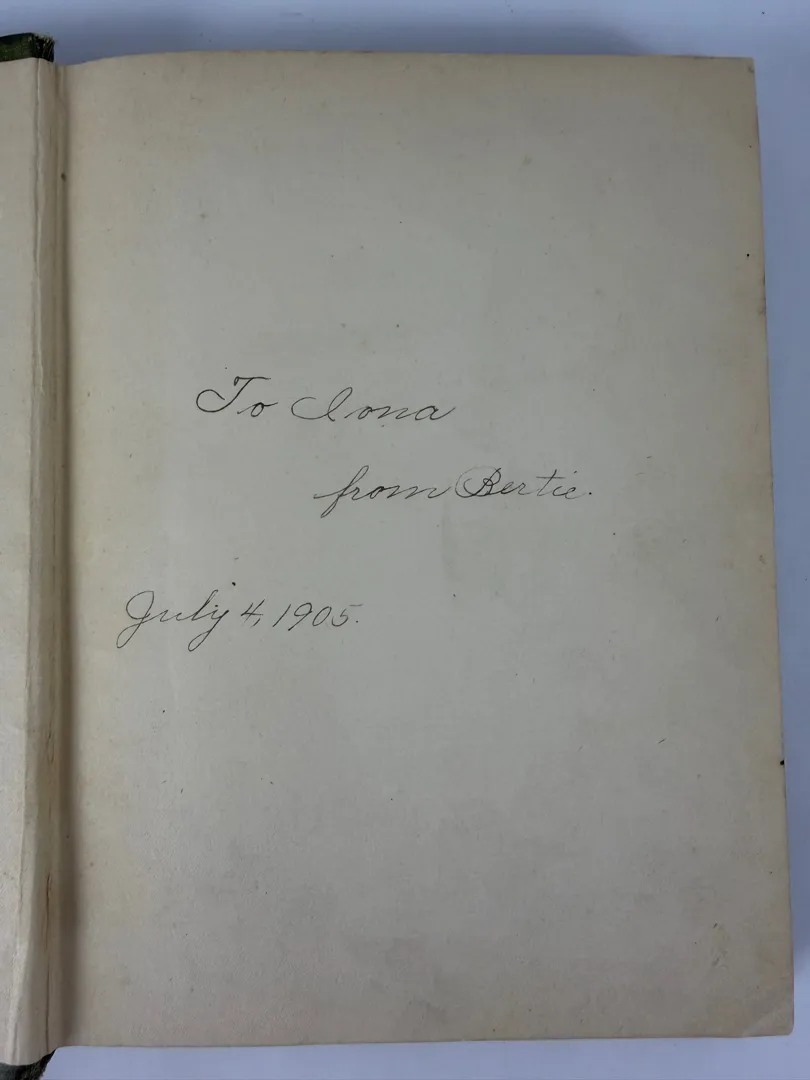 To Iona
from Bertie.
July 4, 1905.